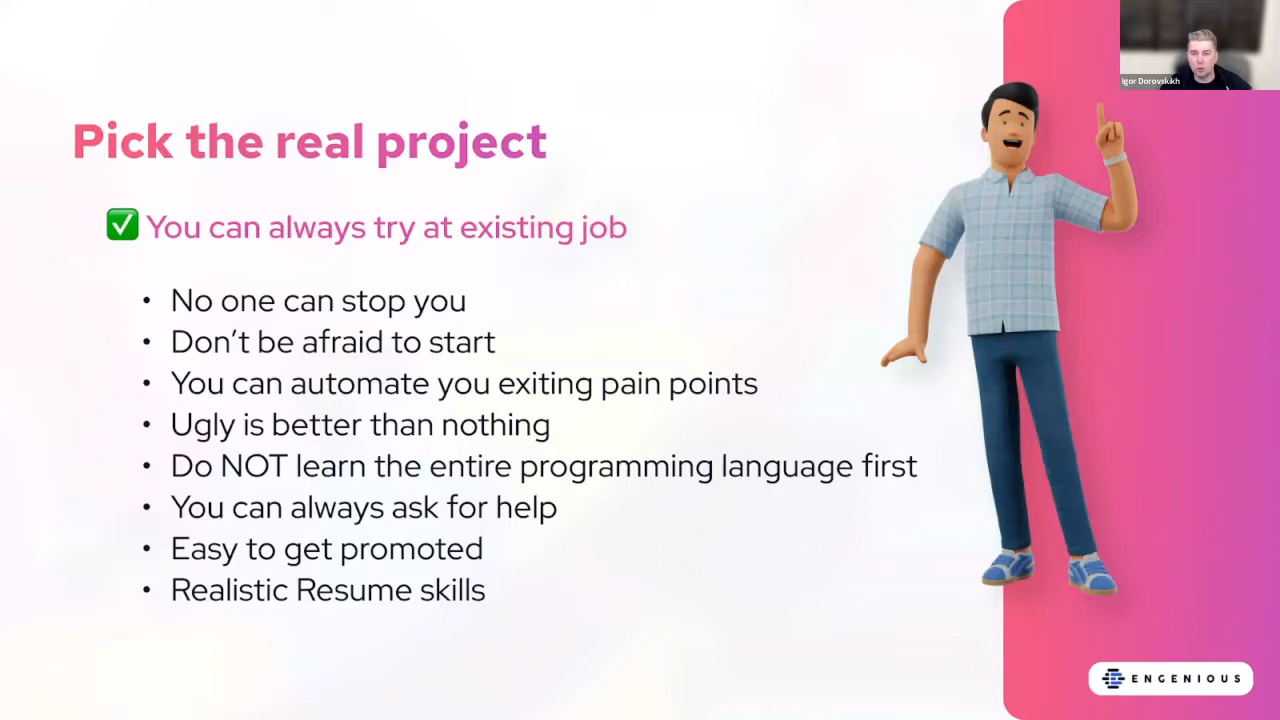 Igor Dorovskikh
Pick the real project
✅ You can always try at existing job
• No one can stop you
• Don’t be afraid to start
• You can automate you exiting pain points
• Ugly is better than nothing
• Do NOT learn the entire programming language first
• You can always ask for help
• Easy to get promoted
• Realistic Resume skills
ENGENIOUS